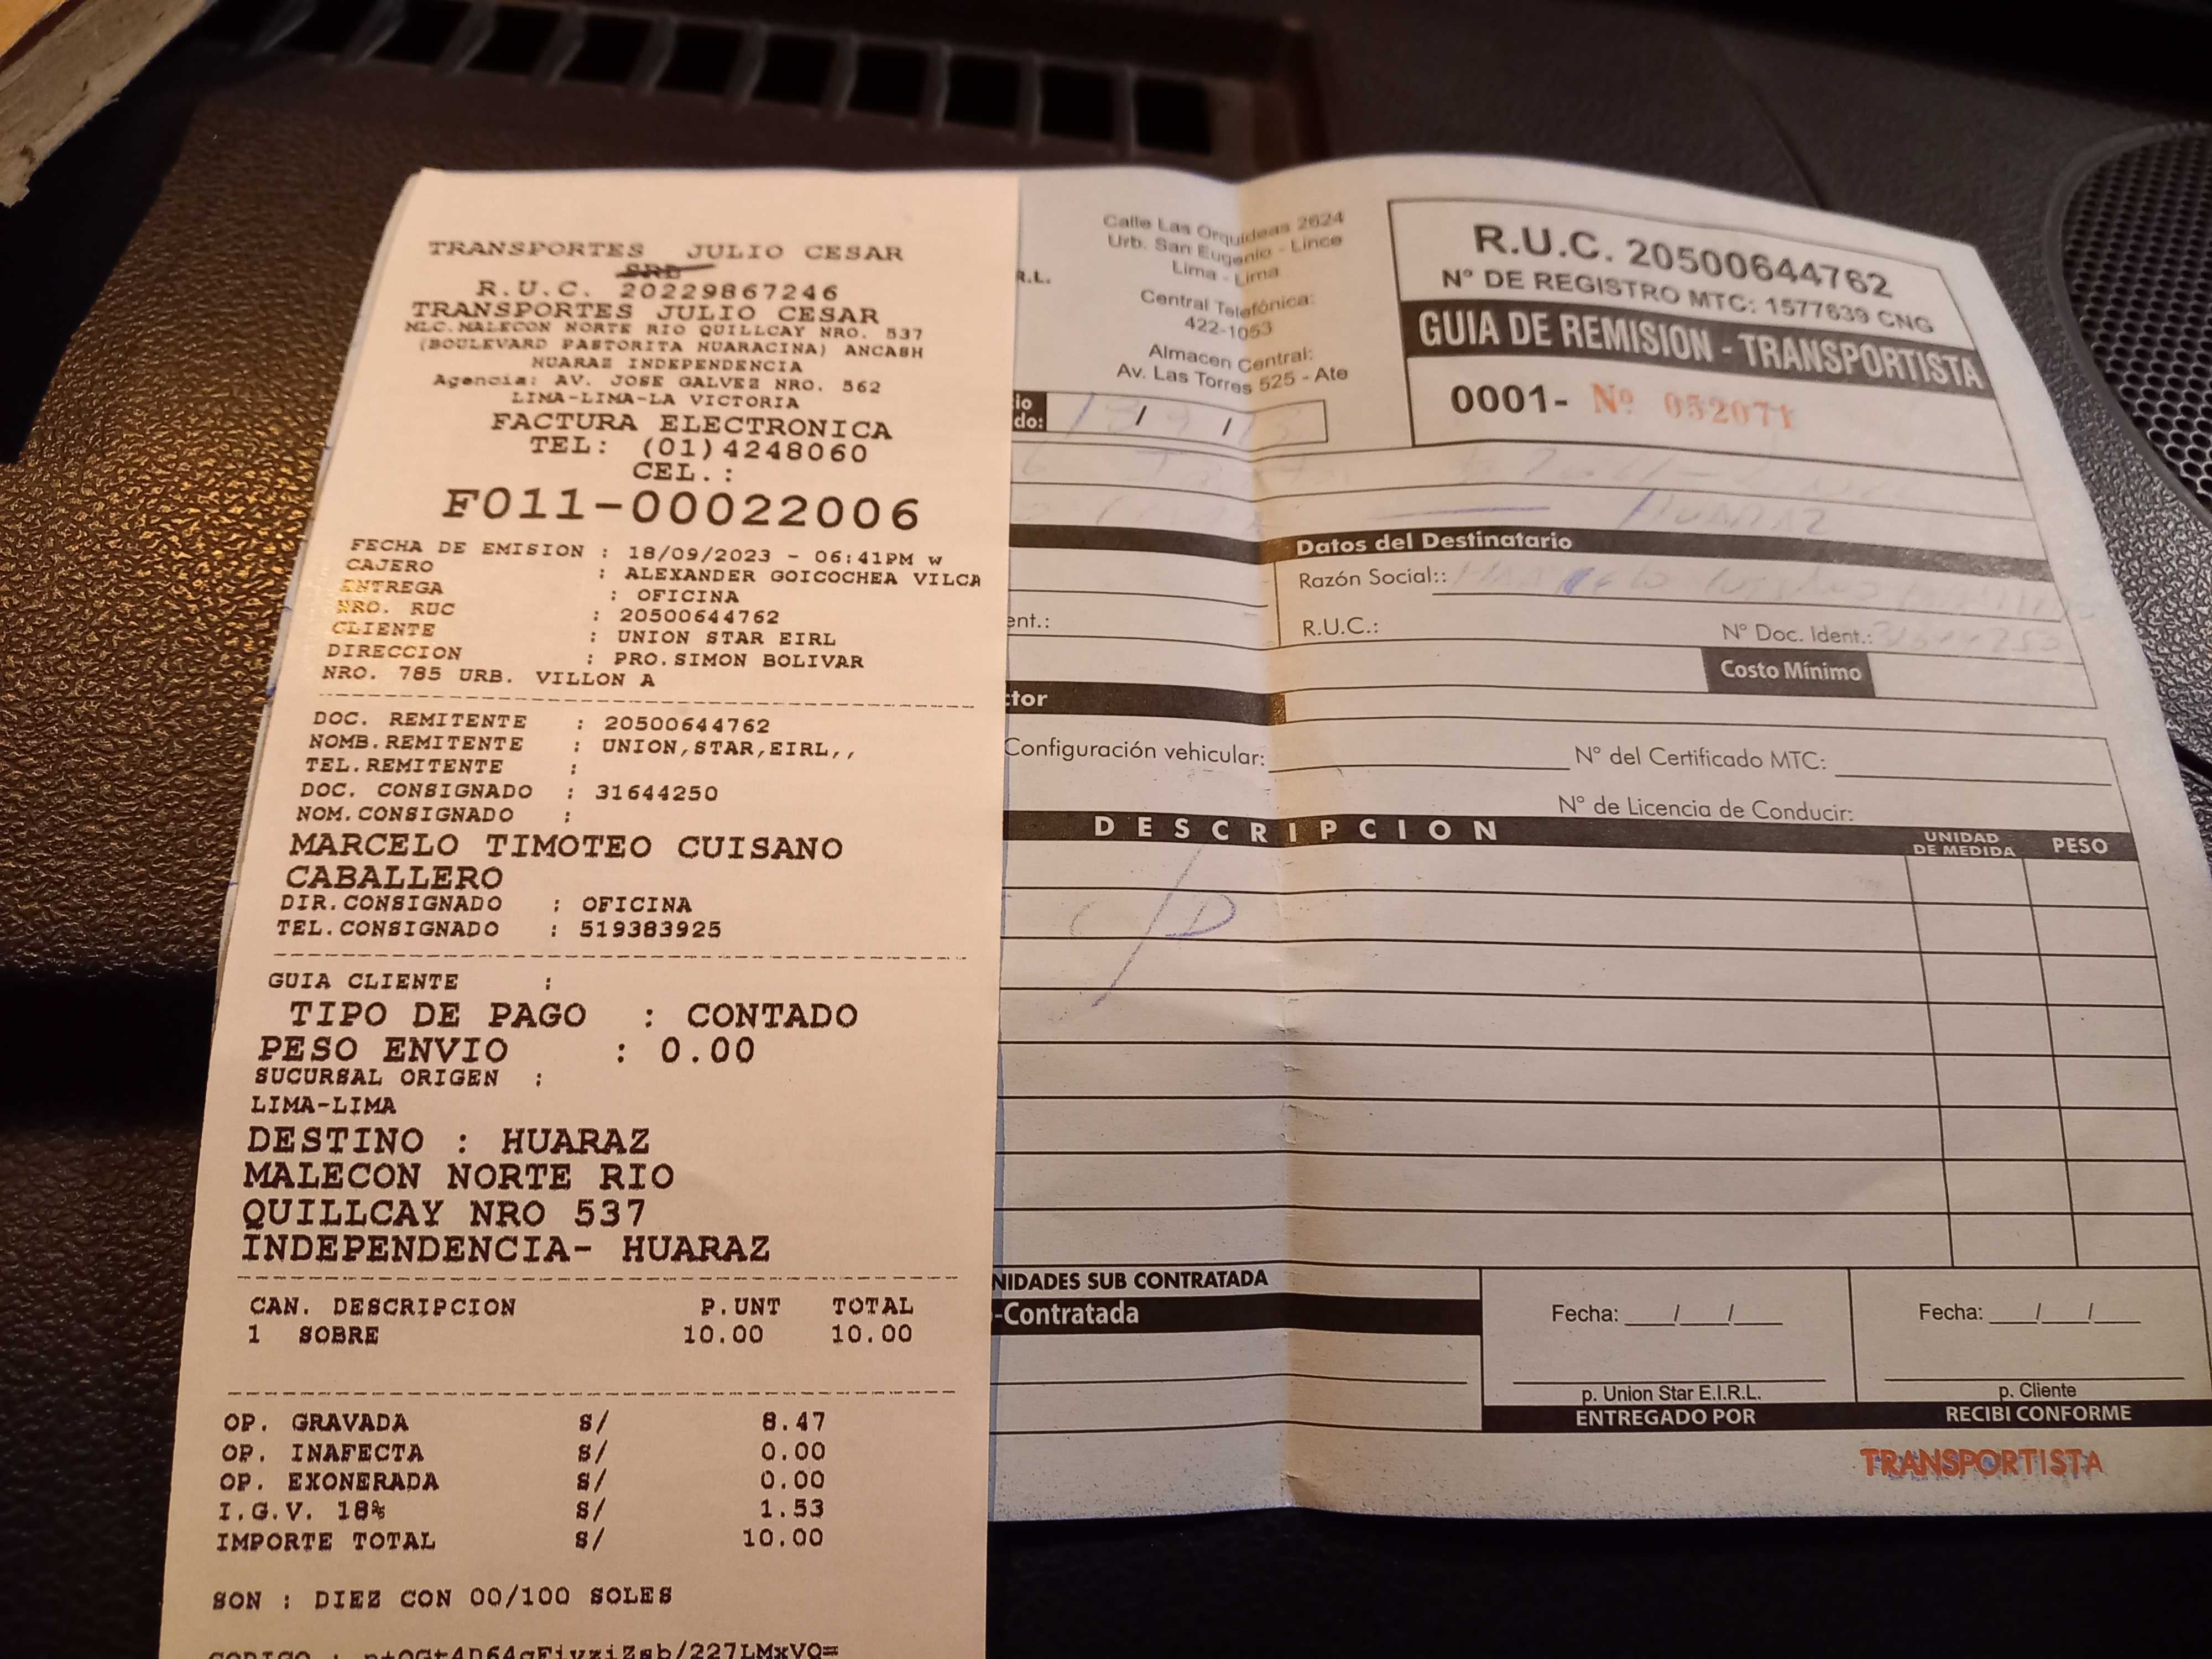 TRANSPORTES JULIO CESAR
SRL
R.U.C. 20229867246
TRANSPORTES JULIO CESAR
MLC.MALECON NORTE RIO QUILLCAY NRO. 537
(BOULEVARD PASTORITA HUARACINA) ANCASH
HUARAZ INDEPENDENCIA
Agencia: AV. JOSE GALVEZ NRO. 562
LIMA-LIMA-LA VICTORIA
FACTURA ELECTRONICA
TEL: (01)4248060
CEL.:
F011-00022006
FECHA DE EMISION : 18/09/2023 - 06:41PM w
CAJERO : ALEXANDER GOICOCHEA VILCA
ENTREGA : OFICINA
NRO. RUC : 20500644762
CLIENTE : UNION STAR EIRL
DIRECCION : PRO.SIMON BOLIVAR
NRO. 785 URB. VILLON A
DOC. REMITENTE : 20500644762
NOMB.REMITENTE : UNION,STAR,EIRL,,
TEL.REMITENTE :
DOC. CONSIGNADO : 31644250
NOM.CONSIGNADO :
MARCELO TIMOTEO CUISANO
CABALLERO
DIR.CONSIGNADO : OFICINA
TEL.CONSIGNADO : 519383925
GUIA CLIENTE :
TIPO DE PAGO : CONTADO
PESO ENVIO : 0.00
SUCURSAL ORIGEN :
LIMA-LIMA
DESTINO : HUARAZ
MALECON NORTE RIO
QUILLCAY NRO 537
INDEPENDENCIA- HUARAZ
CAN. DESCRIPCION P.UNT TOTAL
1 SOBRE 10.00 10.00
OP. GRAVADA S/ 8.47
OP. INAFECTA S/ 0.00
OP. EXONERADA S/ 0.00
I.G.V. 18% S/ 1.53
IMPORTE TOTAL S/ 10.00
SON : DIEZ CON 00/100 SOLES
R.L.
Calle Las Orquideas 2624
Urb. San Eugenio - Lince
Lima - Lima
Central Telefónica:
422-1053
Almacen Central:
Av. Las Torres 525 - Ate
R.U.C. 20500644762
N° DE REGISTRO MTC: 1577639 CNG
GUIA DE REMISION - TRANSPORTISTA
0001- Nº 052071
io
do: / /
HUARAZ
Datos del Destinatario
Razón Social::
ent.:
R.U.C.: N° Doc. Ident.:
Costo Mínimo
tor
Configuración vehicular: N° del Certificado MTC:
N° de Licencia de Conducir:
DESCRIPCION UNIDAD DE MEDIDA PESO
NIDADES SUB CONTRATADA
-Contratada
Fecha: / /
p. Union Star E.I.R.L.
ENTREGADO POR
Fecha: / /
p. Cliente
RECIBI CONFORME
TRANSPORTISTA